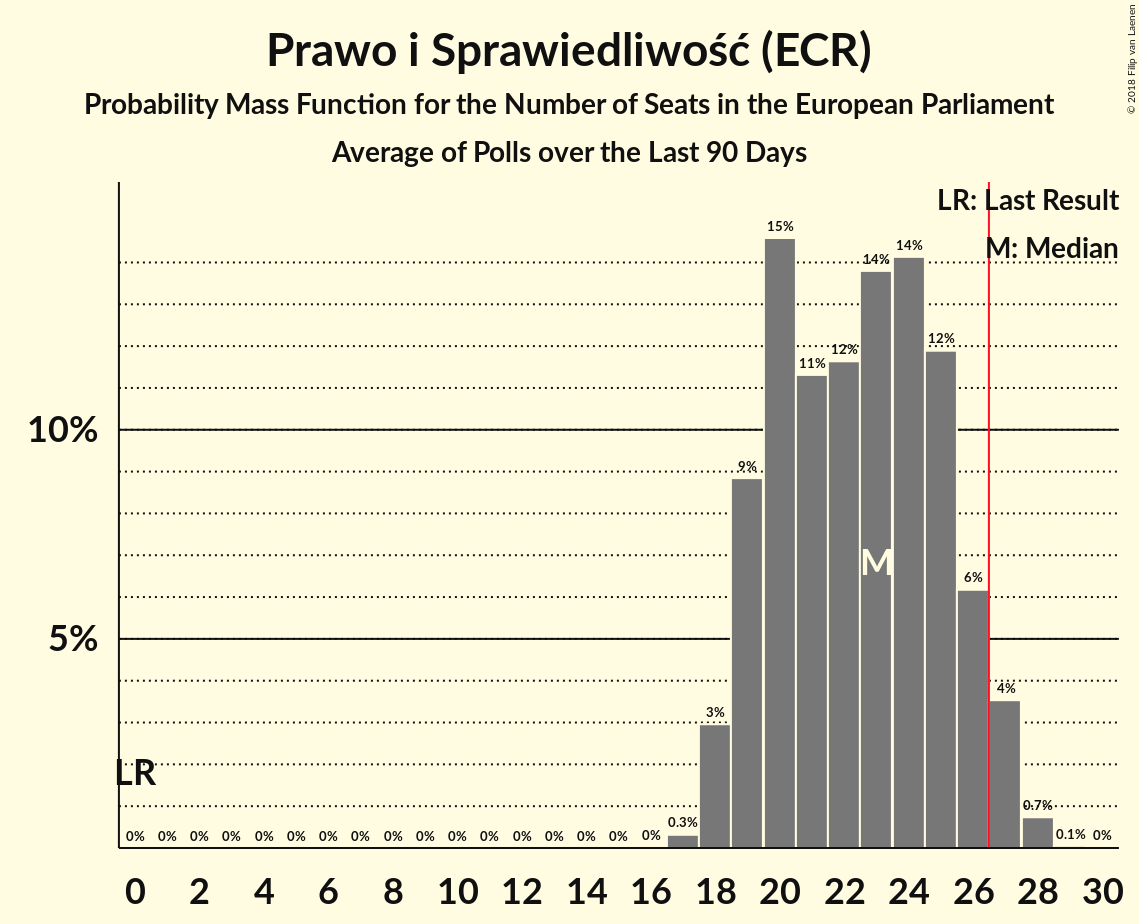 Prawo i Sprawiedliwość (ECR)
Probability Mass Function for the Number of Seats in the European Parliament
Average of Polls over the Last 90 Days
© 2018 Filip van Laenen
LR: Last Result
M: Median
15%
14%
14%
12%
12%
11%
10%
9%
M
6%
5%
4%
3%
LR
0% 0% 0% 0% 0% 0% 0% 0% 0% 0% 0% 0% 0% 0% 0% 0% 0% 0.3% 0.7% 0.1% 0%
0 2 4 6 8 10 12 14 16 18 20 22 24 26 28 30